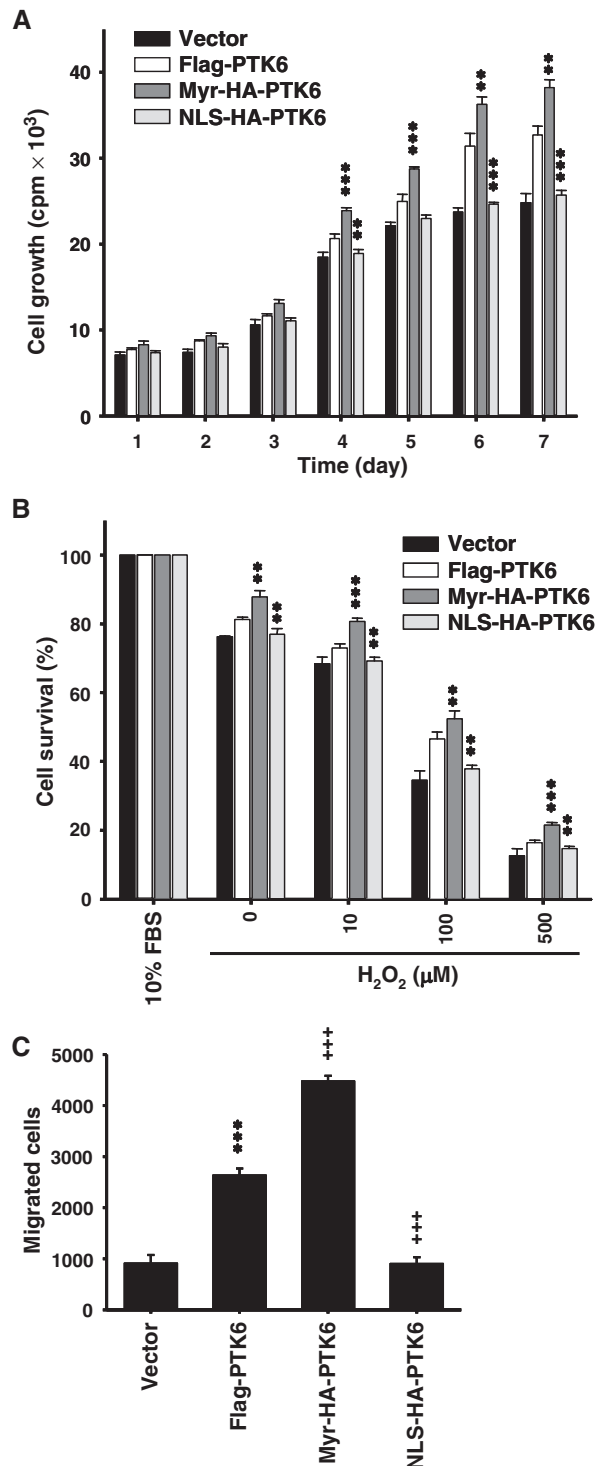 A
Vector
Flag-PTK6
Myr-HA-PTK6
NLS-HA-PTK6
Cell growth (cpm × 10³)
40
30
20
10
0
** **
*** *** *** ***
**
1 2 3 4 5 6 7
Time (day)
B
Vector
Flag-PTK6
Myr-HA-PTK6
NLS-HA-PTK6
Cell survival (%)
100
80
60
40
20
0
** ** *** ** ** ** *** **
10% FBS 0 10 100 500
H₂O₂ (µM)
C
Migrated cells
5000
4000
3000
2000
1000
0
*** +++ +++
Vector
Flag-PTK6
Myr-HA-PTK6
NLS-HA-PTK6